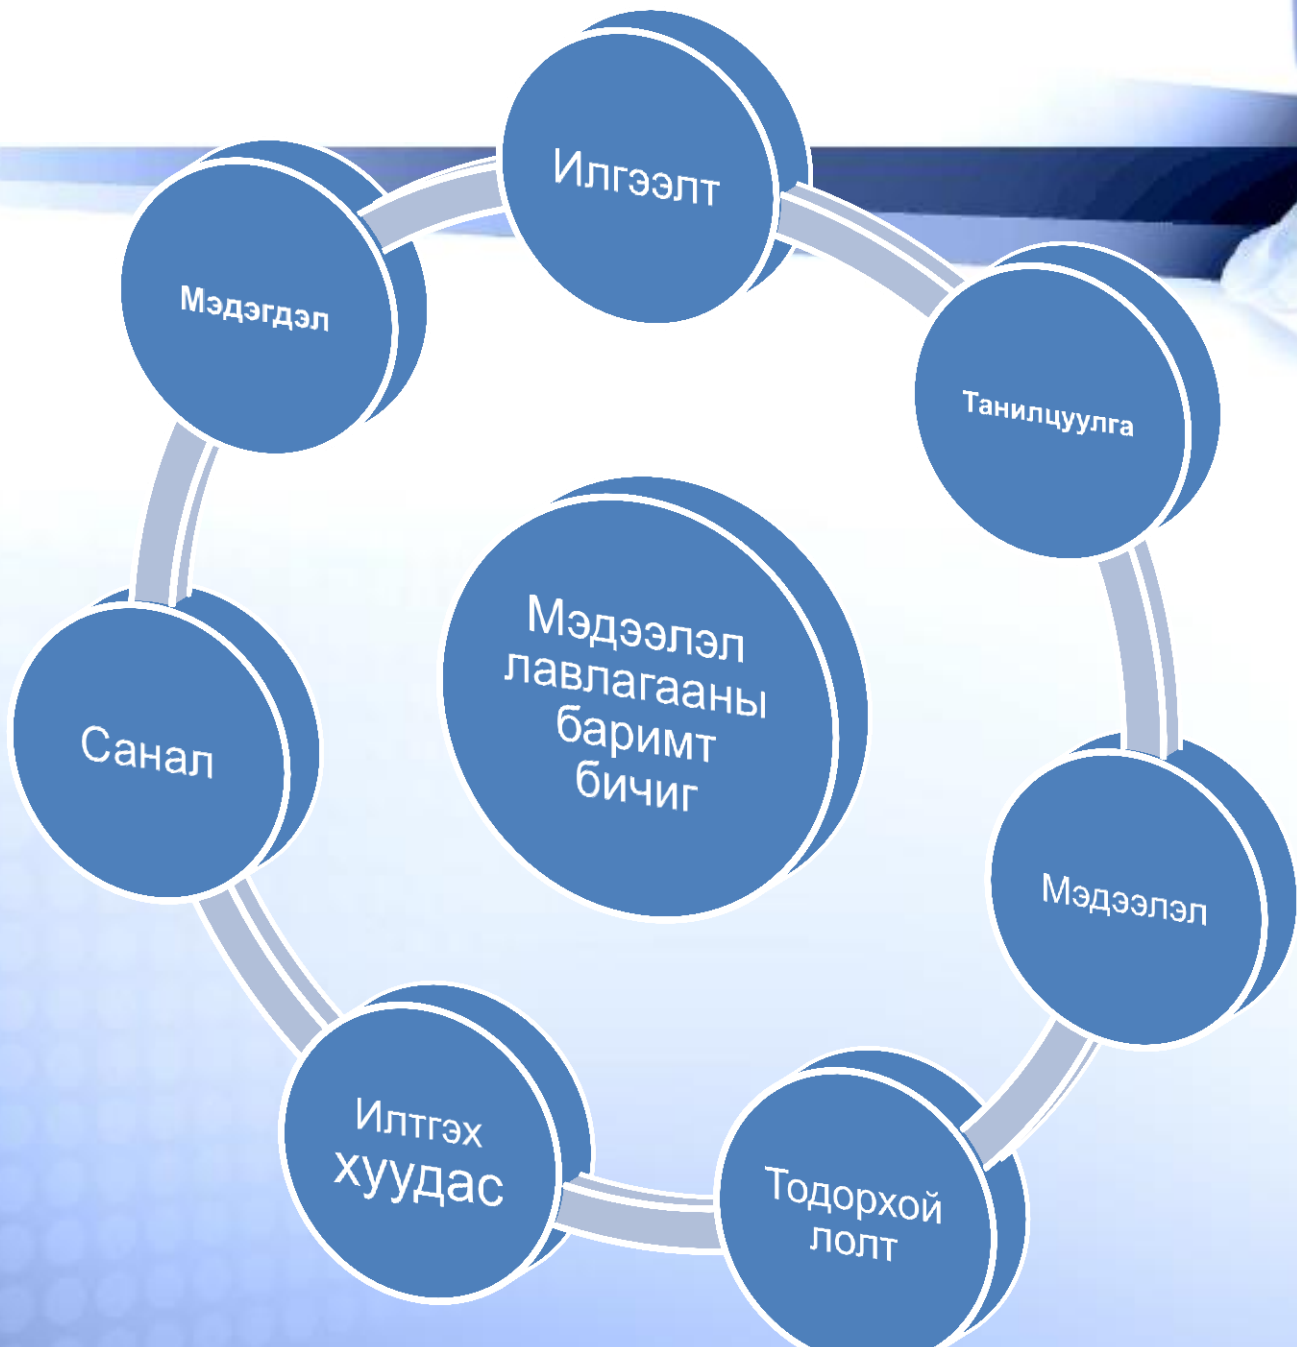 Илгээлт
Танилцуулга
Мэдээлэл
Тодорхой
лолт
Илтгэх
хуудас
Санал
Мэдэгдэл
Мэдээлэл
лавлагааны
баримт
бичиг